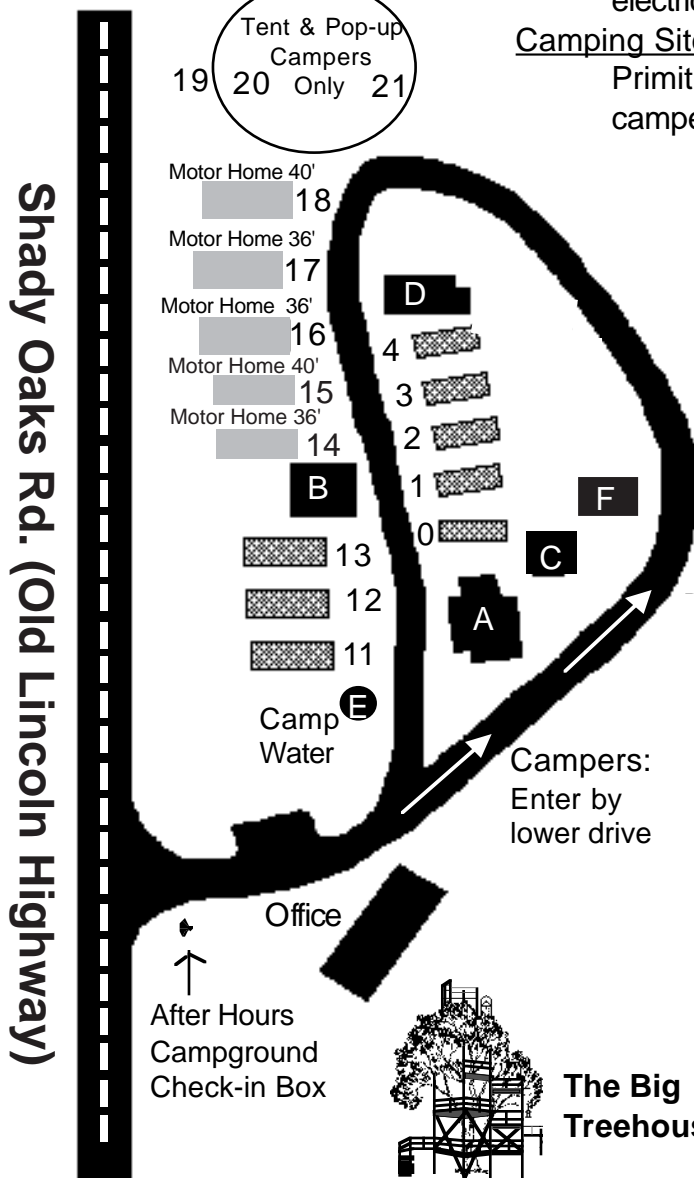 electric
Camping Site
Primit
campe
Tent & Pop-up
Campers
Only
19
20
21
Motor Home 40'
18
Motor Home 36'
17
Motor Home 36'
16
Motor Home 40'
15
Motor Home 36'
14
D
4
3
2
1
0
B
F
C
13
12
11
A
E
Camp
Water
Campers:
Enter by
lower drive
Office
After Hours
Campground
Check-in Box
The Big
Treehous
Shady Oaks Rd. (Old Lincoln Highway)